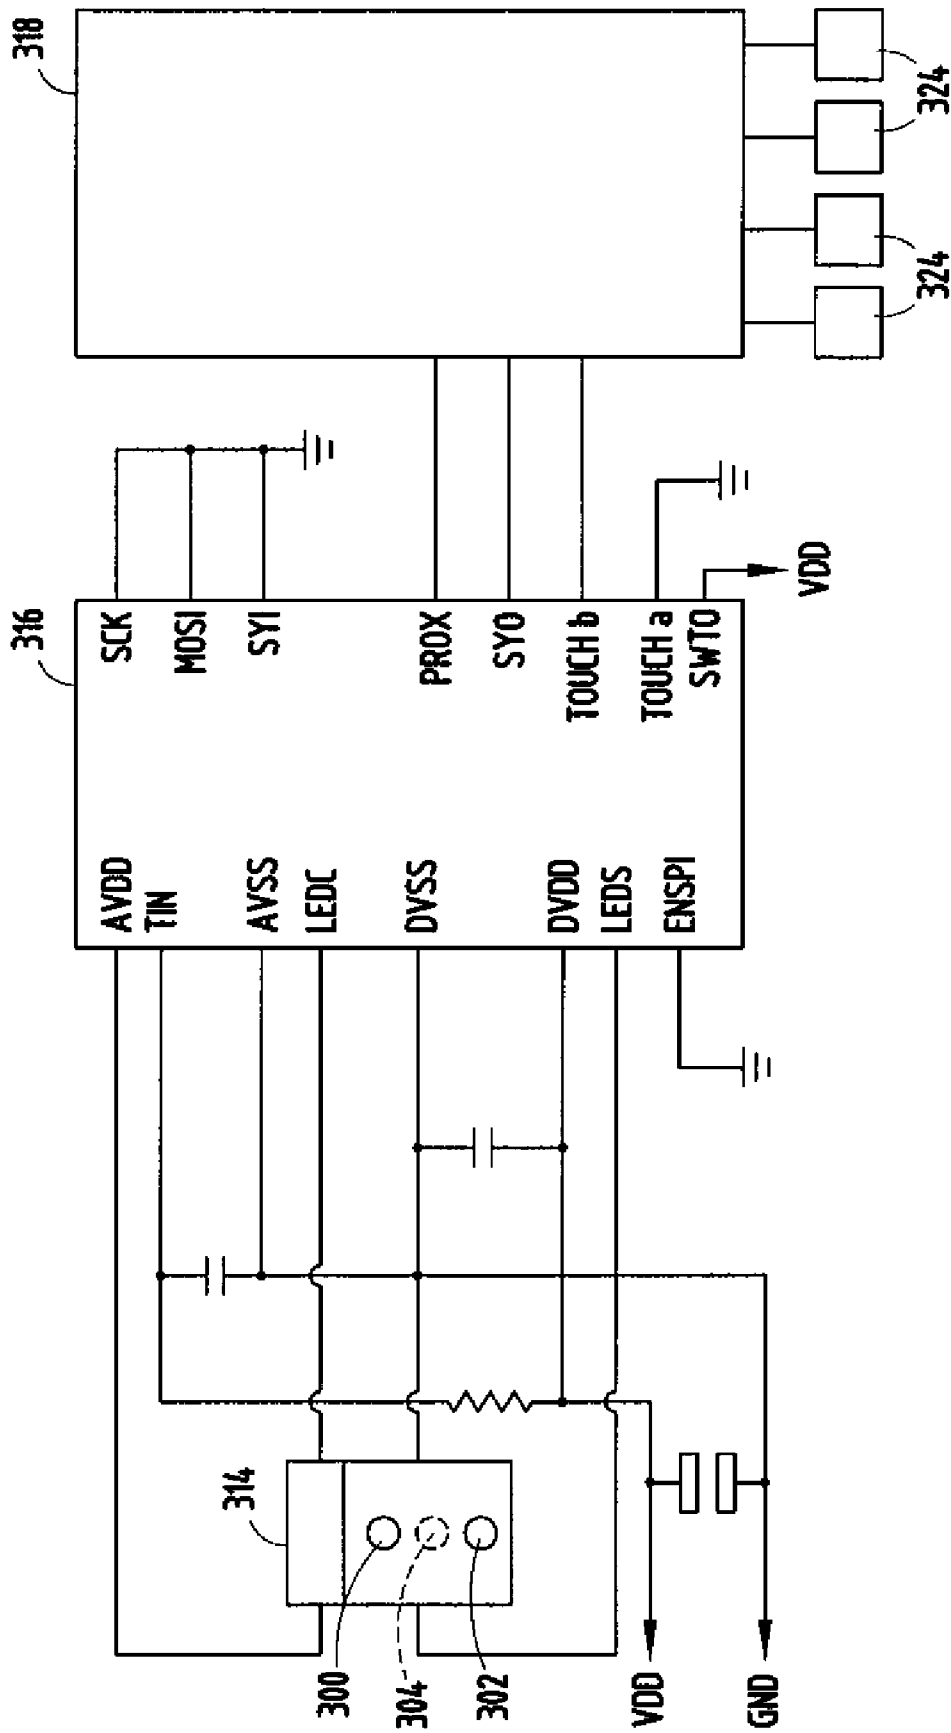 318
324
324
316
SCK
MOSI
SYI
PROX
SYO
TOUCH b
TOUCH a
SWTO
VDD
AVDD
TIN
AVSS
LEDC
DVSS
DVDD
LEDS
ENSPI
314
300
304
302
VDD
GND